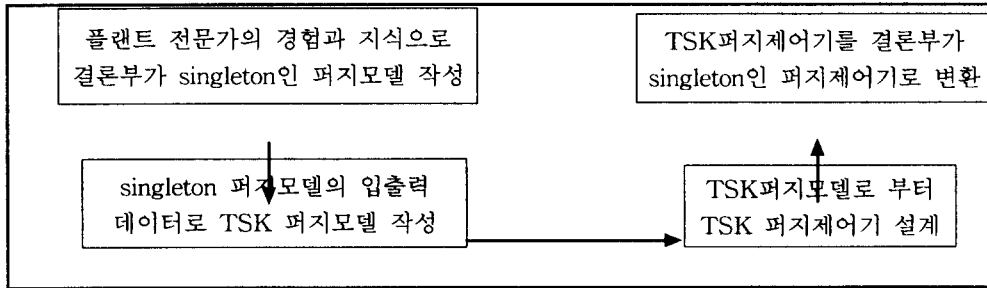 플랜트 전문가의 경험과 지식으로
결론부가 singleton인 퍼지모델 작성
singleton 퍼지모델의 입출력
데이터로 TSK 퍼지모델 작성
TSK퍼지모델로 부터
TSK 퍼지제어기 설계
TSK퍼지제어기를 결론부가
singleton인 퍼지제어기로 변환